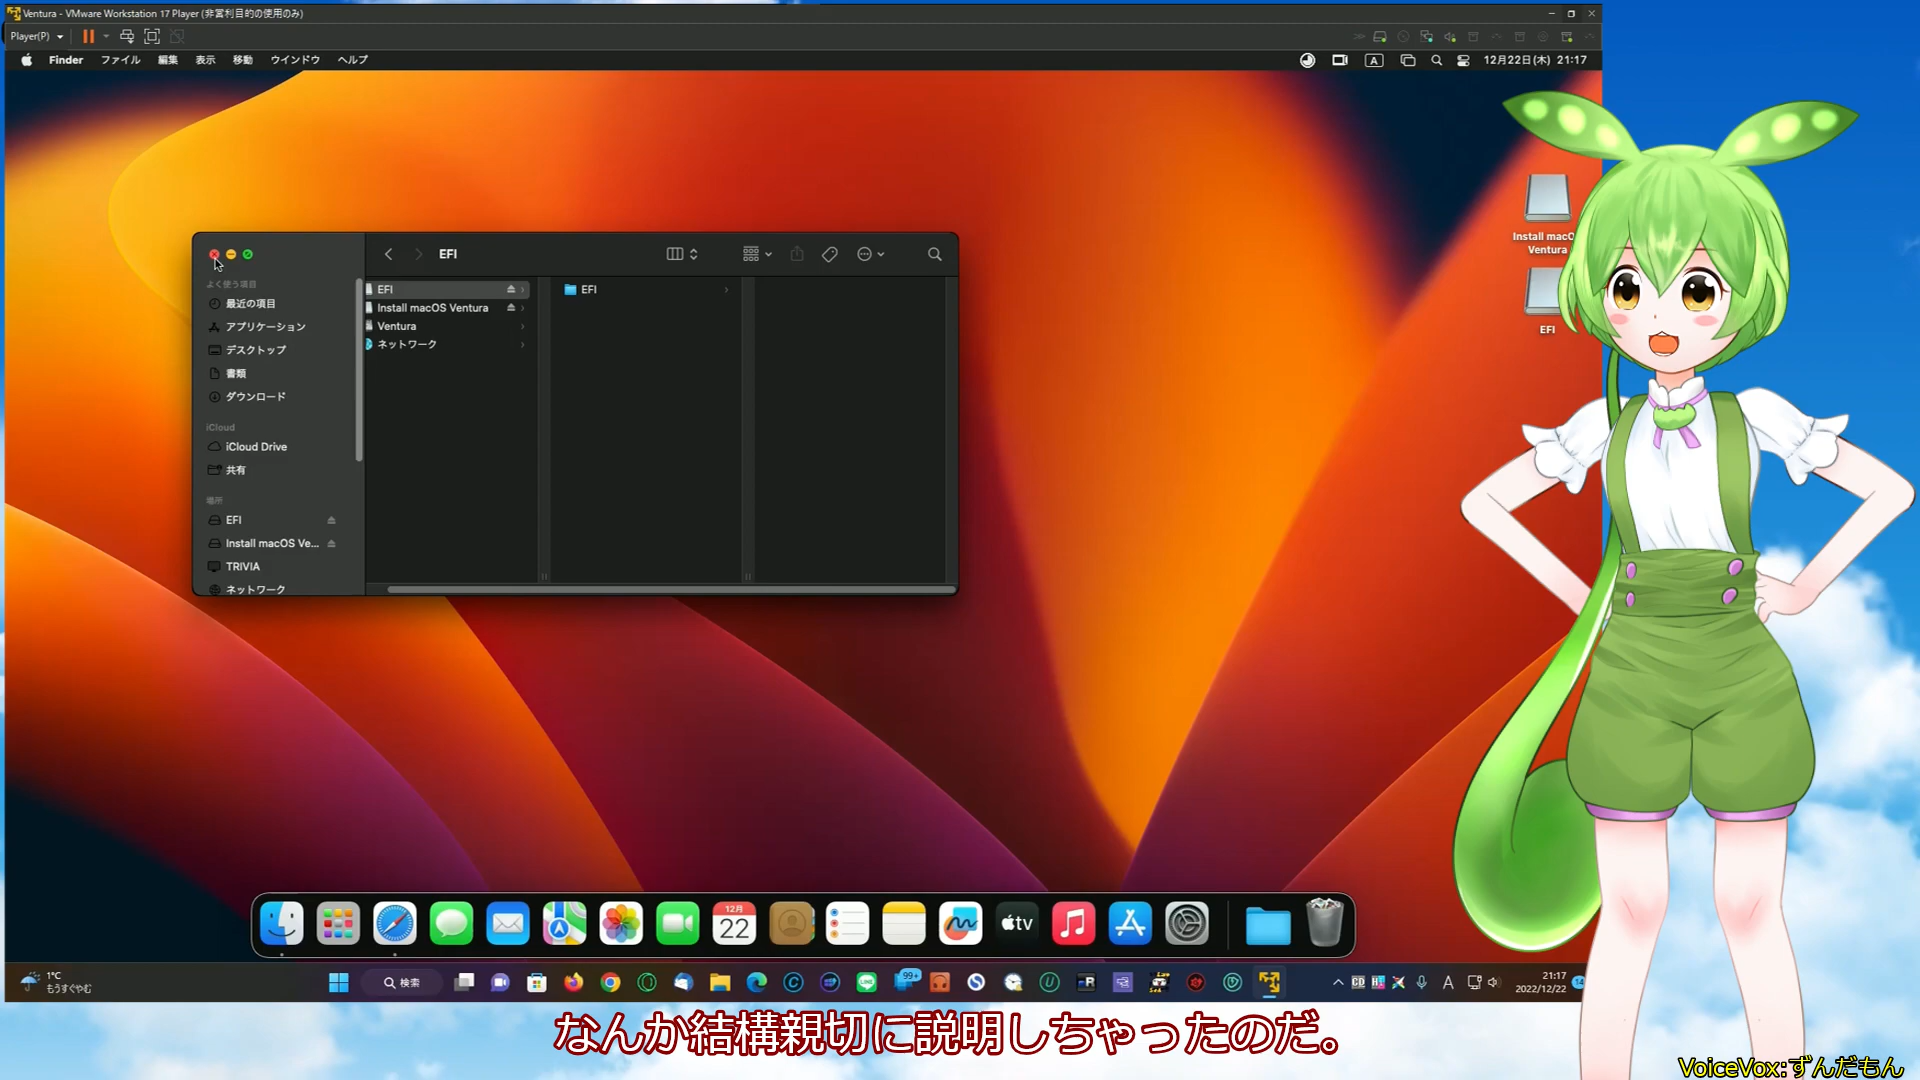 Ventura - VMware Workstation 17 Player (非営利目的の使用のみ)
Player(P)
Finder ファイル 編集 表示 移動 ウインドウ ヘルプ
A 12月22日(木) 21:17
EFI
よく使う項目
最近の項目
アプリケーション
デスクトップ
書類
ダウンロード
iCloud
iCloud Drive
共有
場所
EFI
Install macOS Ve...
TRIVIA
ネットワーク
EFI
Install macOS Ventura
Ventura
ネットワーク
EFI
Install macO
Ventura
EFI
12月
22
tv
1°C
もうすぐやむ
検索
LINE
99+
CD
A
21:17
2022/12/22
14
なんか結構親切に説明しちゃったのだ。
VoiceVox:ずんだもん